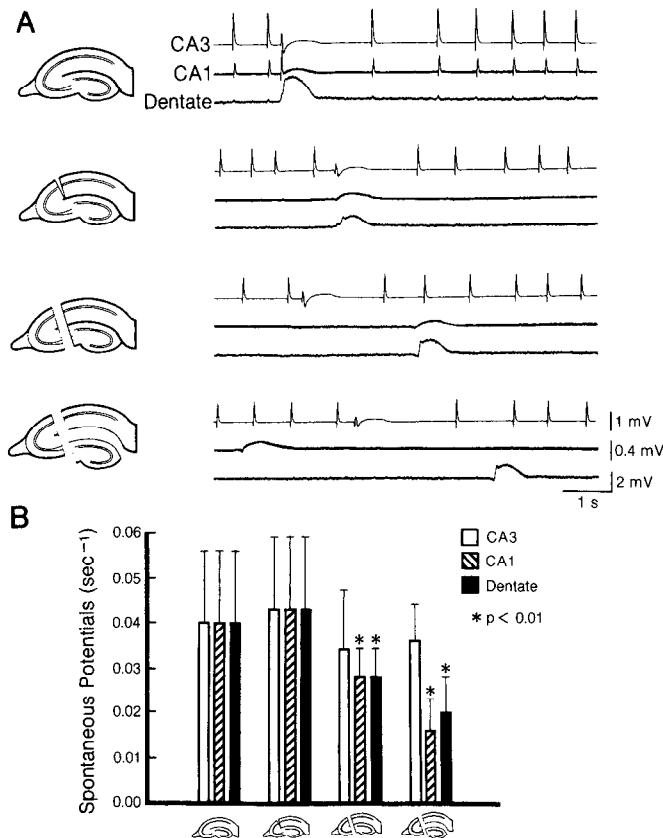 A
CA3
CA1
Dentate
1 mV
0.4 mV
2 mV
1 s
B
Spontaneous Potentials (sec⁻¹)
0.06
0.05
0.04
0.03
0.02
0.01
0.00
CA3
CA1
Dentate
* p < 0.01
* *
*
*